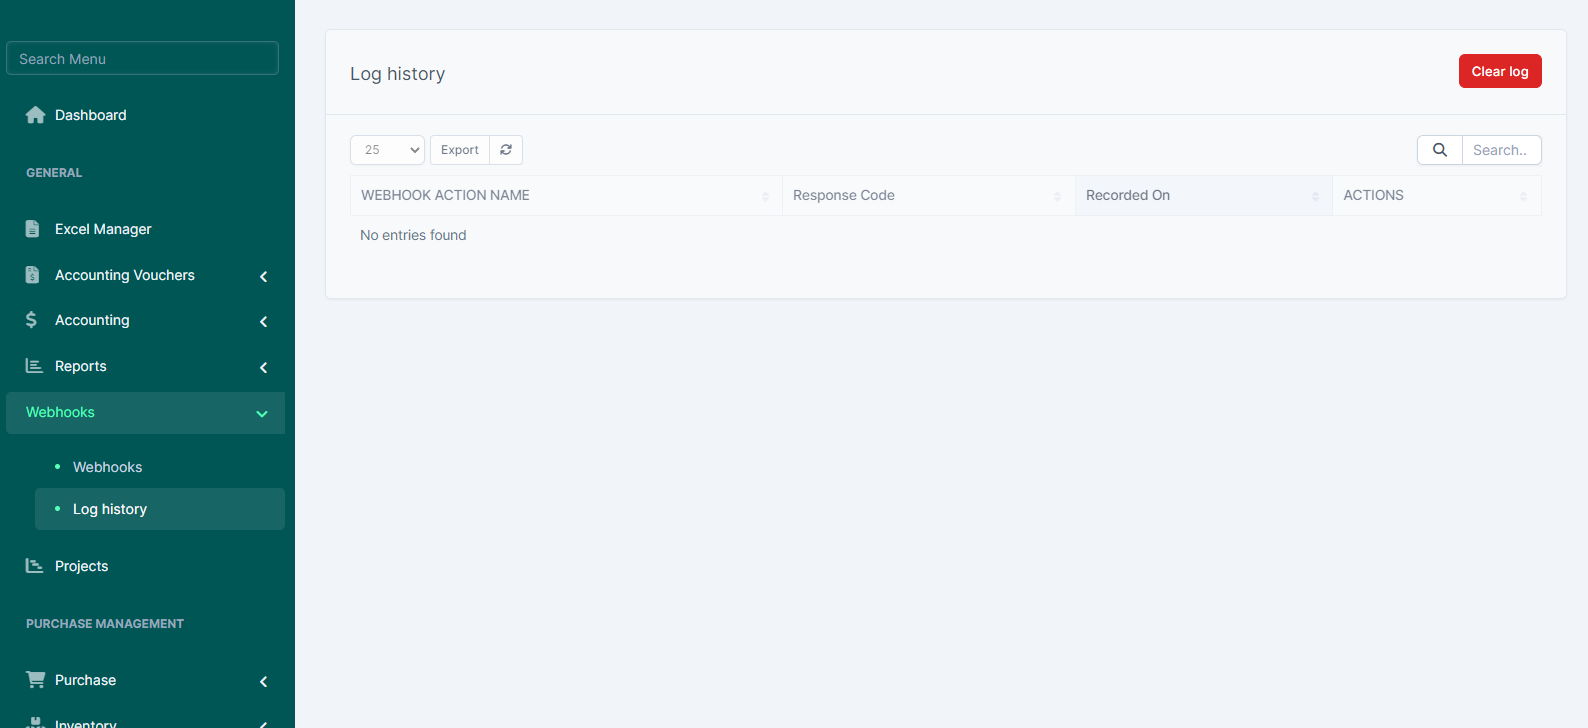 Search Menu
Dashboard
GENERAL
Excel Manager
Accounting Vouchers
Accounting
Reports
Webhooks
Webhooks
Log history
Projects
PURCHASE MANAGEMENT
Purchase
Inventory
Log history
Clear log
25 Export Search..
WEBHOOK ACTION NAME Response Code Recorded On ACTIONS
No entries found